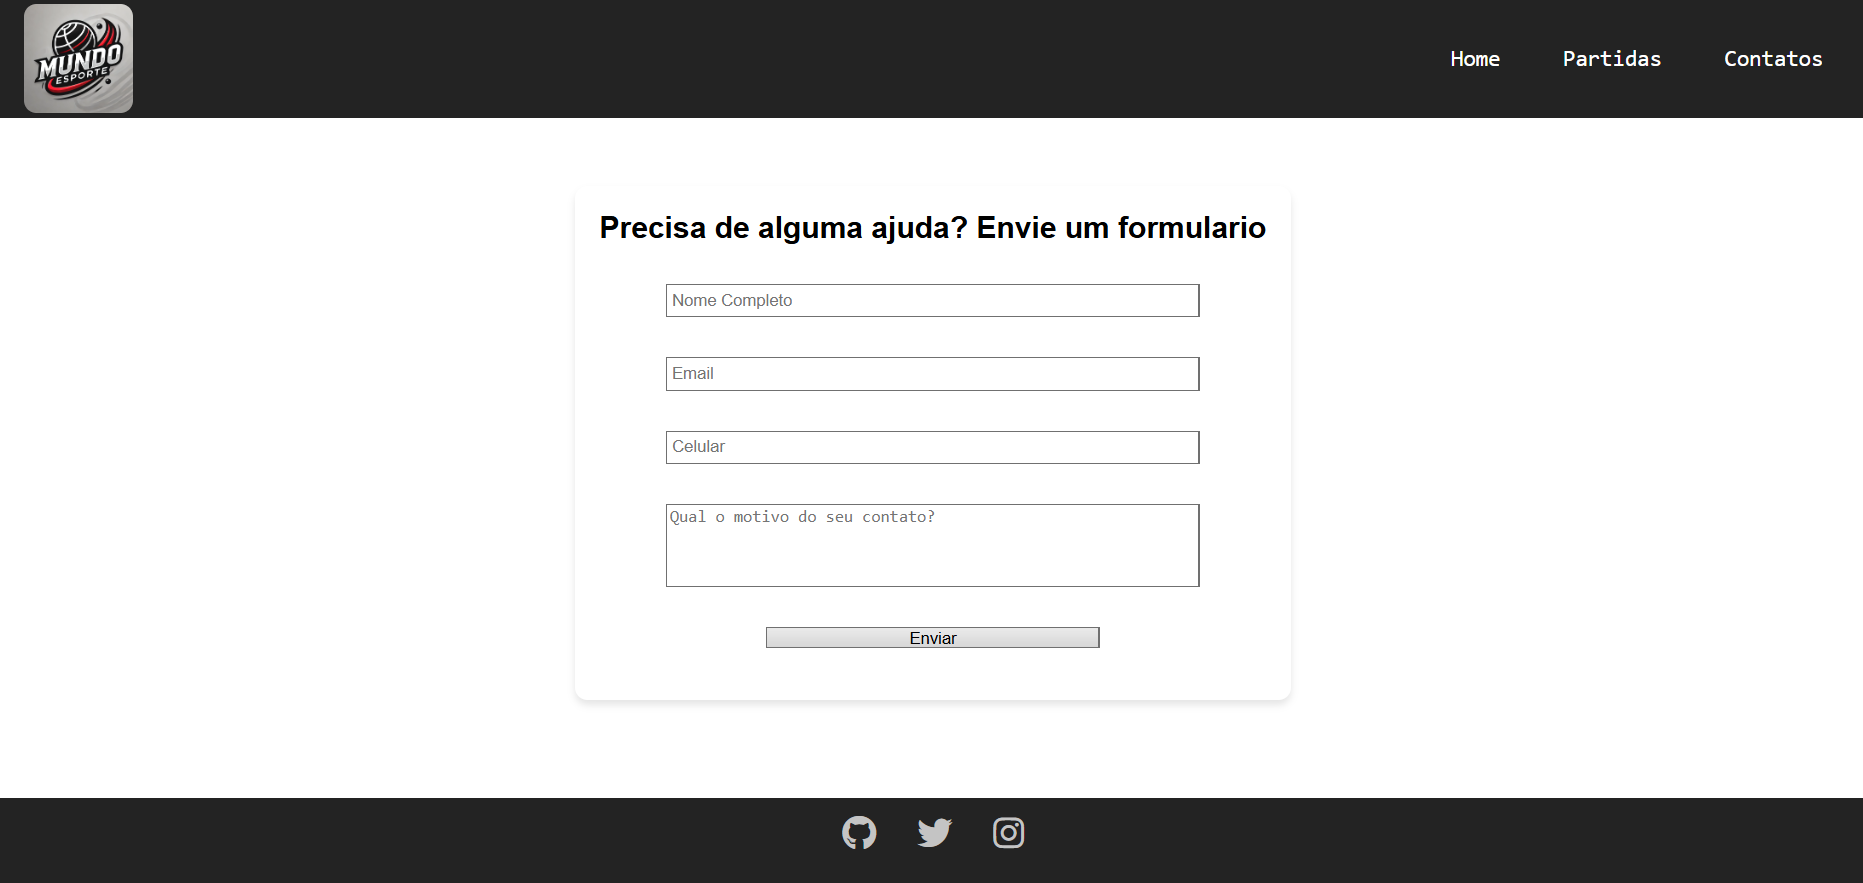 MUNDO
ESPORTE
Home
Partidas
Contatos
Precisa de alguma ajuda? Envie um formulario
Nome Completo
Email
Celular
Qual o motivo do seu contato?
Enviar